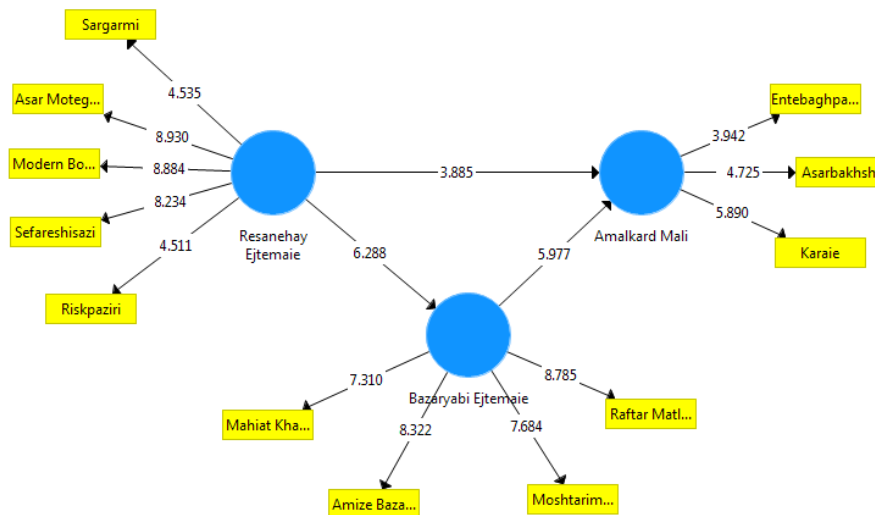 Sargarmi
4.535
Asar Moteg...
8.930
Modern Bo...
8.884
Sefareshisazi
8.234
Riskpaziri
4.511
Resanehay
Ejtemaie
3.885
6.288
Amalkard Mali
5.977
Entebaghpa...
3.942
Asarbakhsh
4.725
Karaie
5.890
Bazaryabi Ejtemaie
7.310
Mahiat Kha...
8.322
Amize Baza...
7.684
Moshtarim...
8.785
Raftar Matl...